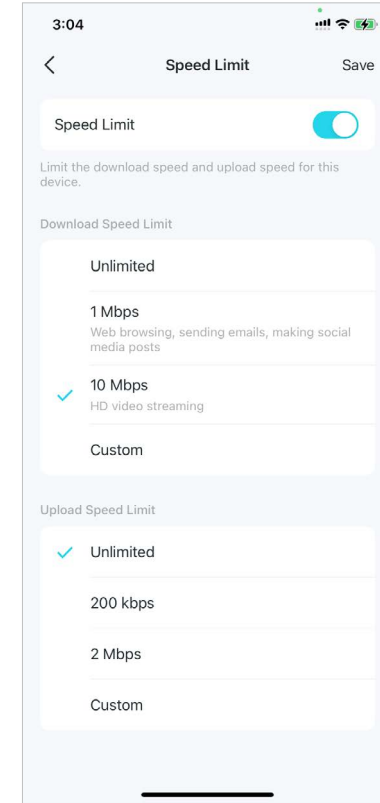 3:04
Speed Limit
Save
Speed Limit
Limit the download speed and upload speed for this
device.
Download Speed Limit
Unlimited
1 Mbps
Web browsing, sending emails, making social
media posts
10 Mbps
HD video streaming
Custom
Upload Speed Limit
Unlimited
200 kbps
2 Mbps
Custom